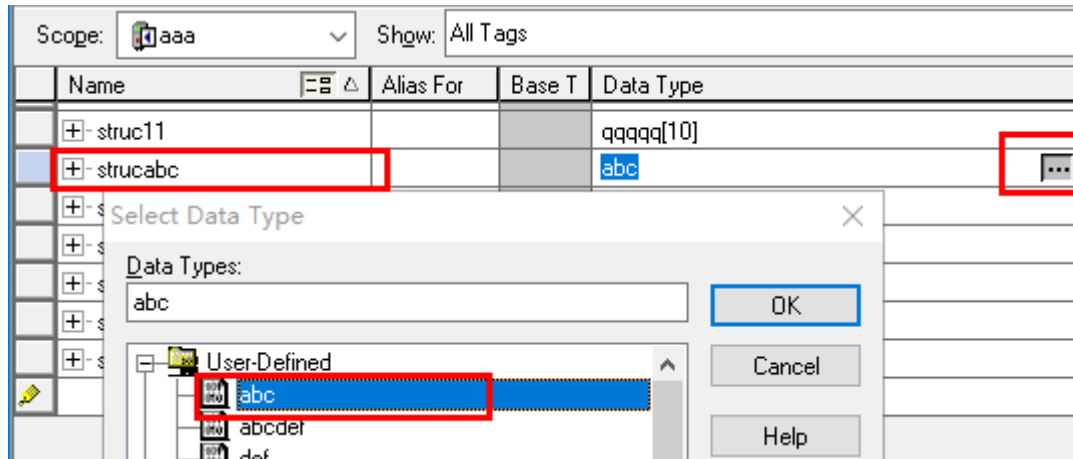 Scope: aaa Show: All Tags
Name Alias For Base T Data Type
struc11 qqqqq[10]
strucabc abc
s Select Data Type
s
Data Types:
s
abc OK
s
s User-Defined Cancel
abc
abcdef Help
def